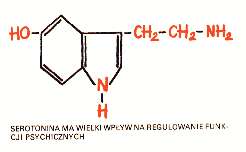 HO
CH2-CH2-NH2
N
H
SEROTONINA MA WIELKI WPŁYW NA REGULOWANIE FUNK-
CJI PSYCHICZNYCH